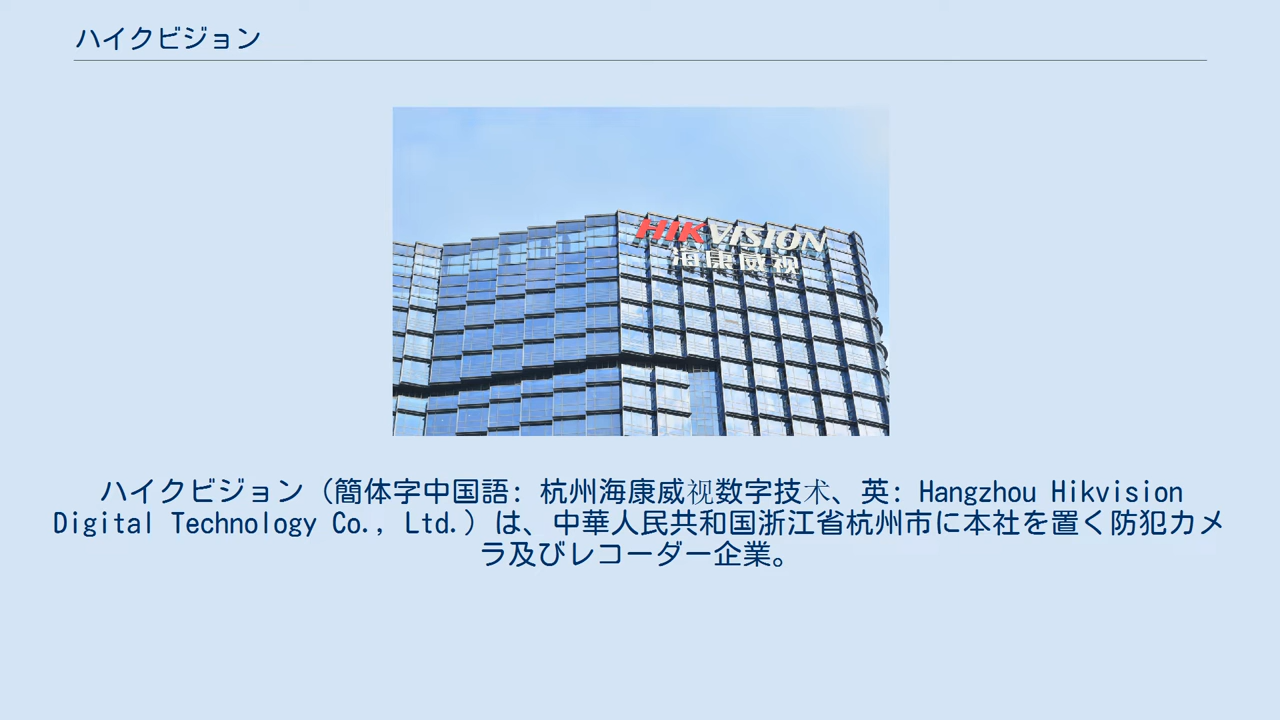 ハイクビジョン
HIKVISION
海康威视
ハイクビジョン（簡体字中国語: 杭州海康威视数字技术、英: Hangzhou Hikvision
Digital Technology Co., Ltd.）は、中華人民共和国浙江省杭州市に本社を置く防犯カメ
ラ及びレコーダー企業。